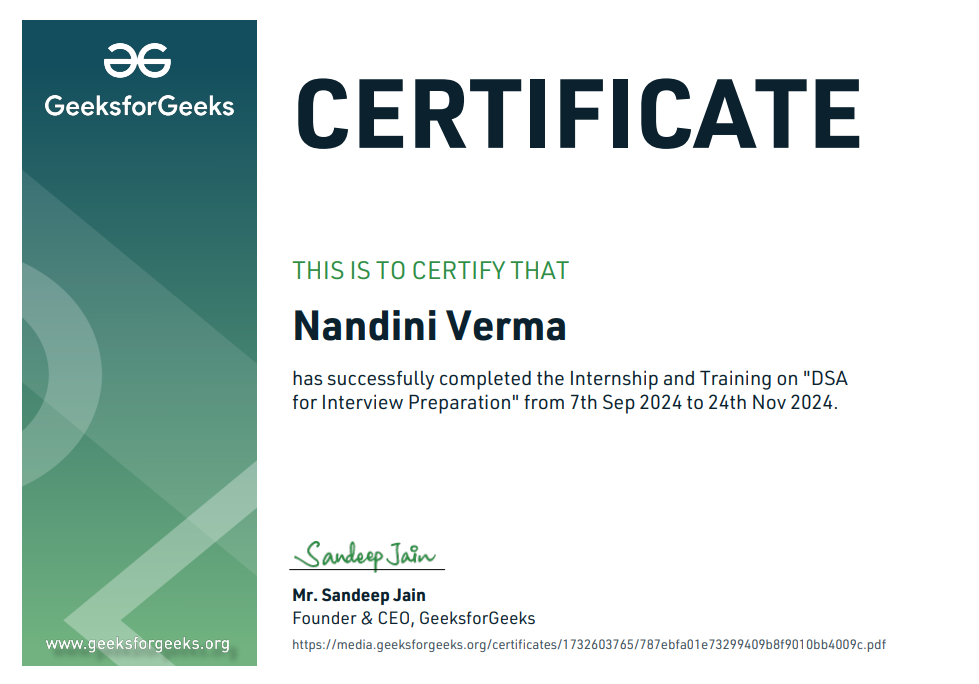 GeeksforGeeks
CERTIFICATE
THIS IS TO CERTIFY THAT
Nandini Verma
has successfully completed the Internship and Training on "DSA
for Interview Preparation" from 7th Sep 2024 to 24th Nov 2024.
Sandeep Jain
Mr. Sandeep Jain
Founder & CEO, GeeksforGeeks
https://media.geeksforgeeks.org/certificates/1732603765/787ebfa01e73299409b8f9010bb4009c.pdf
www.geeksforgeeks.org